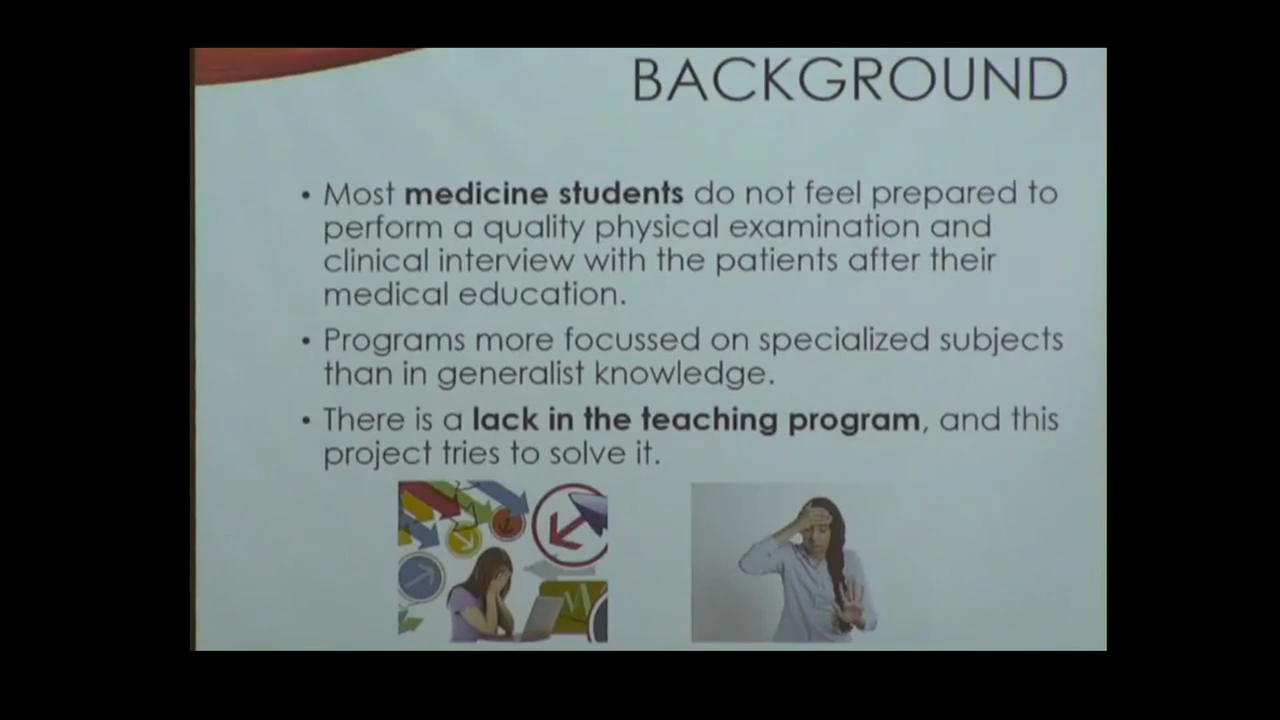 BACKGROUND
• Most medicine students do not feel prepared to
perform a quality physical examination and
clinical interview with the patients after their
medical education.
• Programs more focussed on specialized subjects
than in generalist knowledge.
• There is a lack in the teaching program, and this
project tries to solve it.